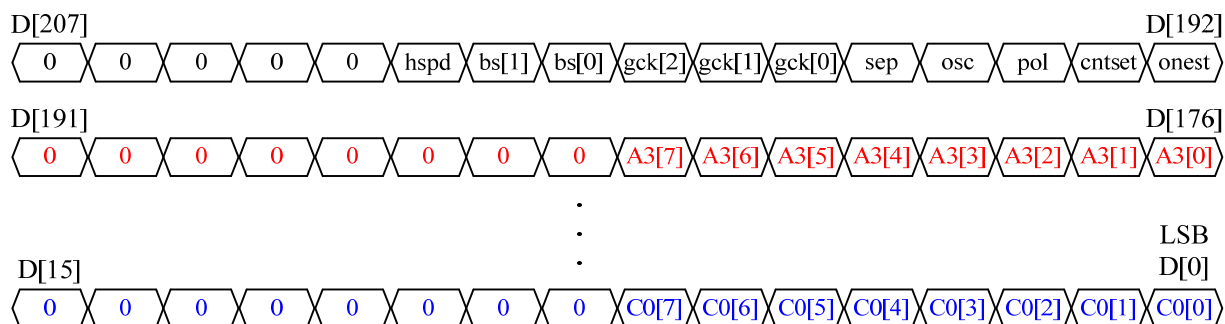 D[207] D[192]
0 0 0 0 0 hspd bs[1] bs[0] gck[2] gck[1] gck[0] sep osc pol cntset onest
D[191] D[176]
0 0 0 0 0 0 0 0 A3[7] A3[6] A3[5] A3[4] A3[3] A3[2] A3[1] A3[0]
LSB
D[15] D[0]
0 0 0 0 0 0 0 0 C0[7] C0[6] C0[5] C0[4] C0[3] C0[2] C0[1] C0[0]